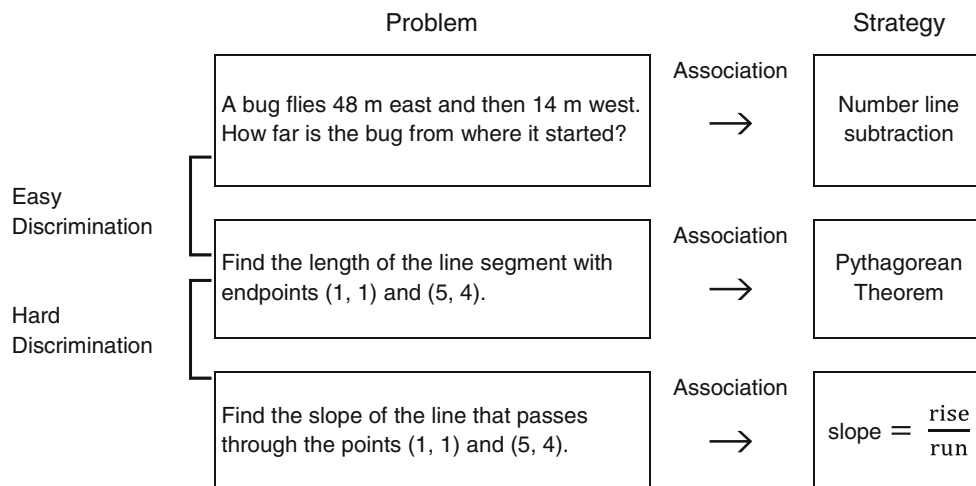 Problem
Strategy
A bug flies 48 m east and then 14 m west.
How far is the bug from where it started?
Association
→
Number line
subtraction
Easy
Discrimination
Find the length of the line segment with
endpoints (1, 1) and (5, 4).
Association
→
Pythagorean
Theorem
Hard
Discrimination
Find the slope of the line that passes
through the points (1, 1) and (5, 4).
Association
→
slope = rise/run